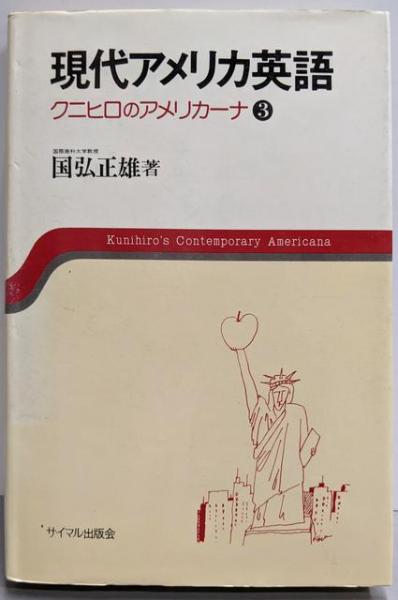 現代アメリカ英語
クニヒロのアメリカーナ❸
国際商科大学教授
国弘正雄著
Kunihiro's Contemporary Americana
サイマル出版会